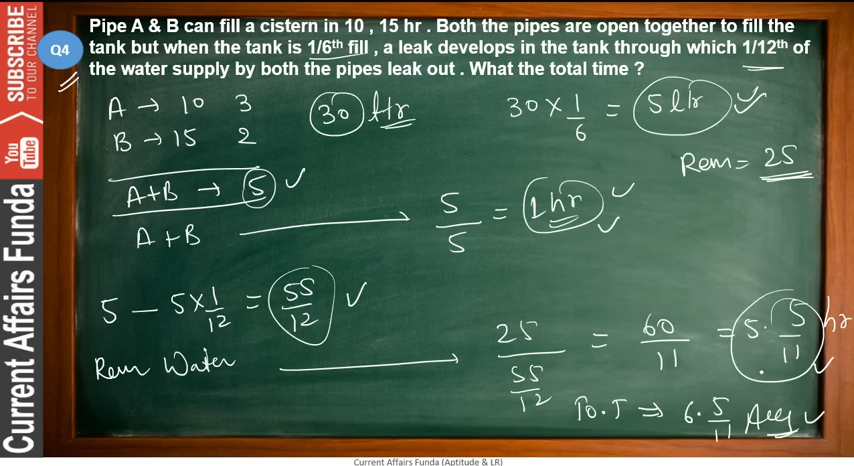 SUBSCRIBE
TO OUR CHANNEL
You Tube
Current Affairs Funda
Q4
Pipe A & B can fill a cistern in 10 , 15 hr . Both the pipes are open together to fill the
tank but when the tank is 1/6th fill , a leak develops in the tank through which 1/12th of
the water supply by both the pipes leak out . What the total time ?
A → 10 3
B → 15 2
30 Hr
30 × 1/6 = 5 ltr
Rem = 25
A+B → 5
A+B → 5/5 = 1 hr
5 – 5×1/12 = 55/12
Rem Water → 25/(55/12) = 60/11 = 5. 5/11 hr
To.T ⇒ 6. 5/11
Current Affairs Funda (Aptitude & LR)